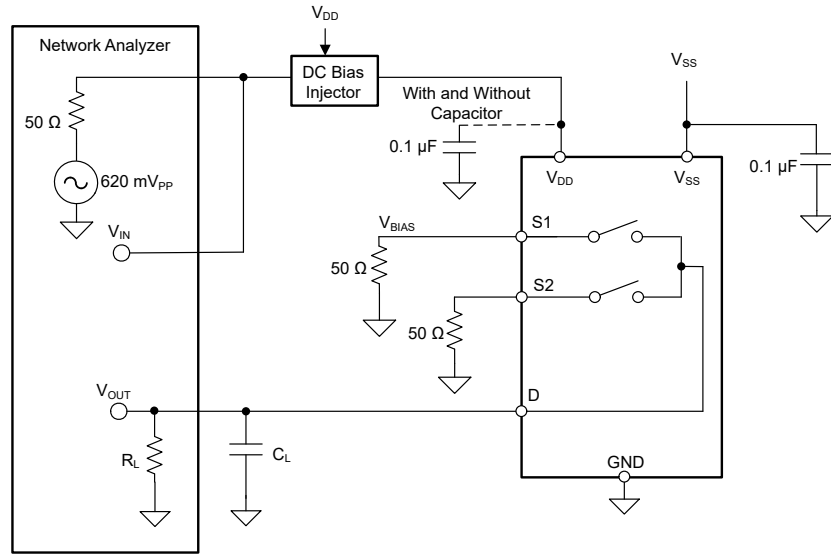 V_DD
Network Analyzer
DC Bias
Injector
V_SS
With and Without
Capacitor
50 Ω
0.1 µF
0.1 µF
620 mV_PP
V_DD
V_SS
V_IN
V_BIAS
S1
50 Ω
S2
50 Ω
V_OUT
D
R_L
C_L
GND